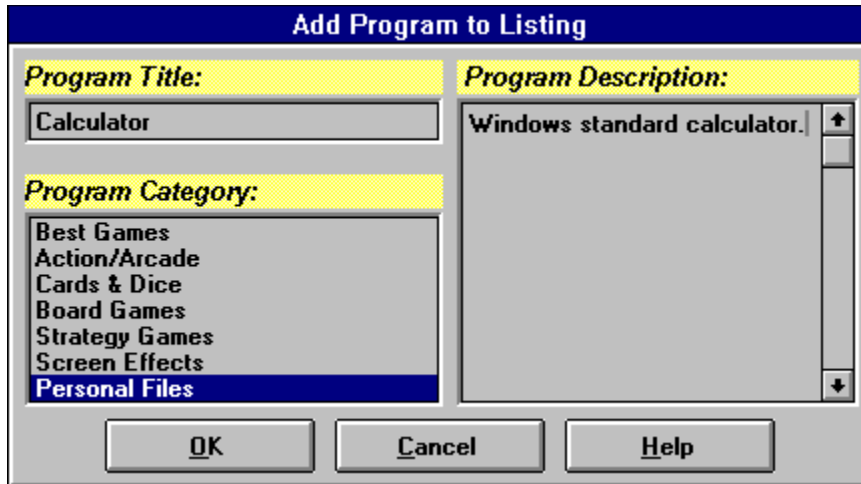 Add Program to Listing
Program Title:
Calculator
Program Category:
Best Games
Action/Arcade
Cards & Dice
Board Games
Strategy Games
Screen Effects
Personal Files
Program Description:
Windows standard calculator.
OK
Cancel
Help